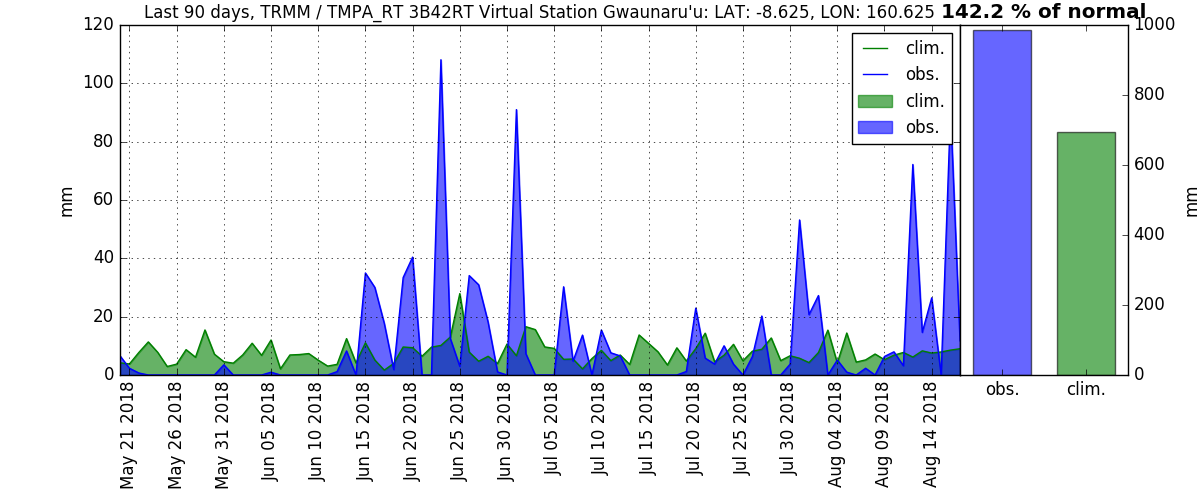 Last 90 days, TRMM / TMPA_RT 3B42RT Virtual Station Gwaunaru'u: LAT: -8.625, LON: 160.625 142.2 % of normal
120
100
80
60
40
20
0
mm
clim.
obs.
clim.
obs.
1000
800
600
400
200
0
mm
obs.
clim.
May 21 2018
May 26 2018
May 31 2018
Jun 05 2018
Jun 10 2018
Jun 15 2018
Jun 20 2018
Jun 25 2018
Jun 30 2018
Jul 05 2018
Jul 10 2018
Jul 15 2018
Jul 20 2018
Jul 25 2018
Jul 30 2018
Aug 04 2018
Aug 09 2018
Aug 14 2018